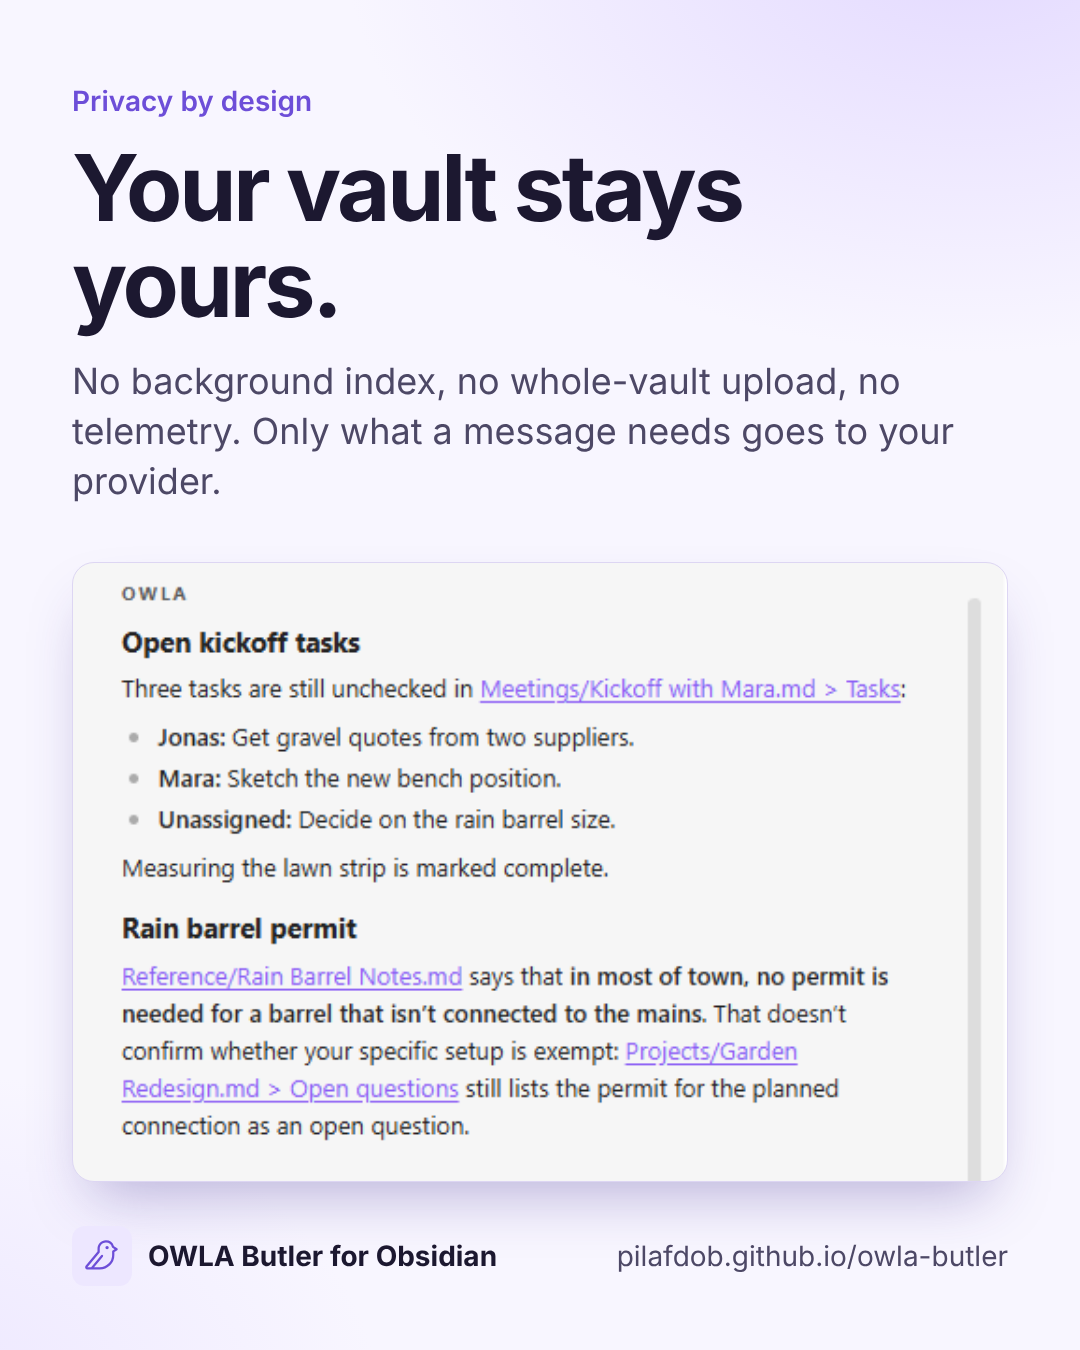 Privacy by design
Your vault stays
yours.
No background index, no whole-vault upload, no
telemetry. Only what a message needs goes to your
provider.
OWLA
Open kickoff tasks
Three tasks are still unchecked in Meetings/Kickoff with Mara.md > Tasks:
• Jonas: Get gravel quotes from two suppliers.
• Mara: Sketch the new bench position.
• Unassigned: Decide on the rain barrel size.
Measuring the lawn strip is marked complete.
Rain barrel permit
Reference/Rain Barrel Notes.md says that in most of town, no permit is
needed for a barrel that isn’t connected to the mains. That doesn’t
confirm whether your specific setup is exempt: Projects/Garden
Redesign.md > Open questions still lists the permit for the planned
connection as an open question.
OWLA Butler for Obsidian
pilafdob.github.io/owla-butler